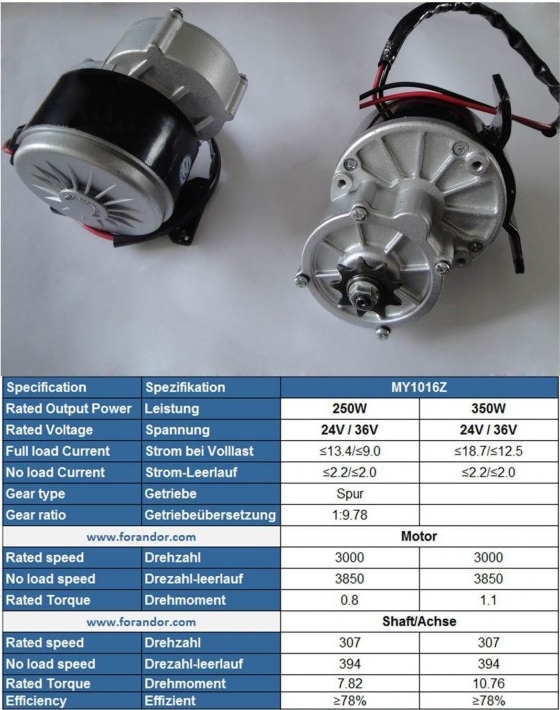 Specification Spezifikation MY1016Z
Rated Output Power Leistung 250W 350W
Rated Voltage Spannung 24V / 36V 24V / 36V
Full load Current Strom bei Volllast ≤13.4/≤9.0 ≤18.7/≤12.5
No load Current Strom-Leerlauf ≤2.2/≤2.0 ≤2.2/≤2.0
Gear type Getriebe Spur
Gear ratio Getriebeübersetzung 1:9.78
www.forandor.com Motor
Rated speed Drehzahl 3000 3000
No load speed Drezahl-leerlauf 3850 3850
Rated Torque Drehmoment 0.8 1.1
www.forandor.com Shaft/Achse
Rated speed Drehzahl 307 307
No load speed Drezahl-leerlauf 394 394
Rated Torque Drehmoment 7.82 10.76
Efficiency Effizient ≥78% ≥78%